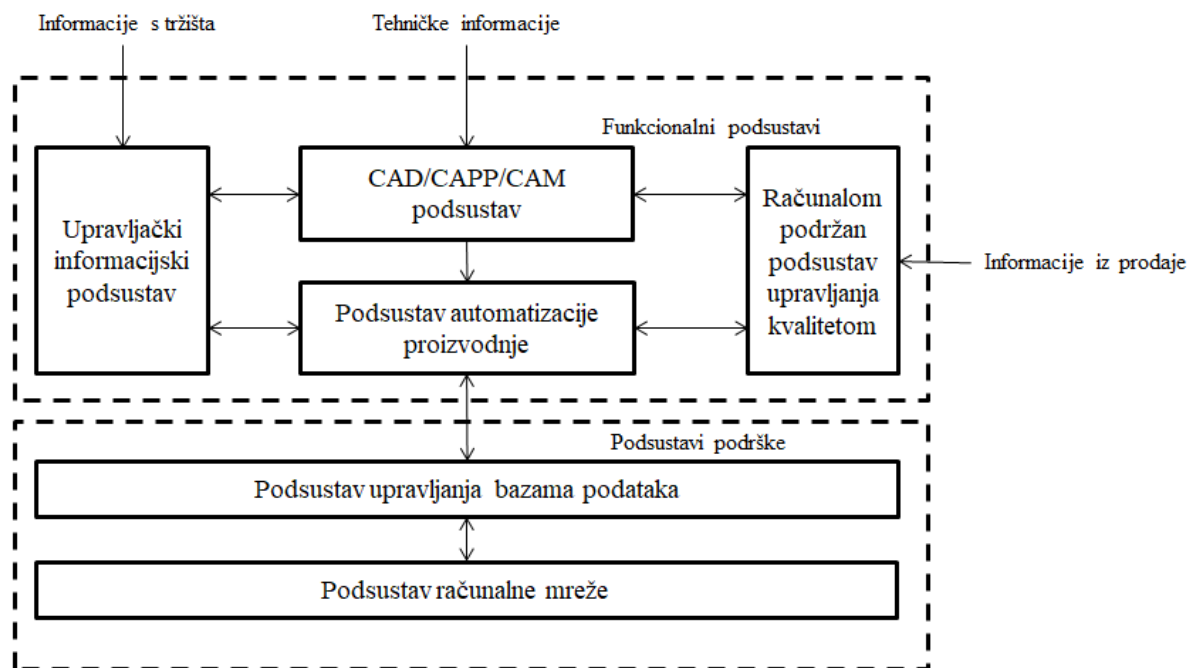 Informacije s tržišta
Tehničke informacije
Funkcionalni podsustavi
Upravljački
informacijski
podsustav
CAD/CAPP/CAM
podsustav
Podsustav automatizacije
proizvodnje
Računalom
podržan
podsustav
upravljanja
kvalitetom
Informacije iz prodaje
Podsustavi podrške
Podsustav upravljanja bazama podataka
Podsustav računalne mreže